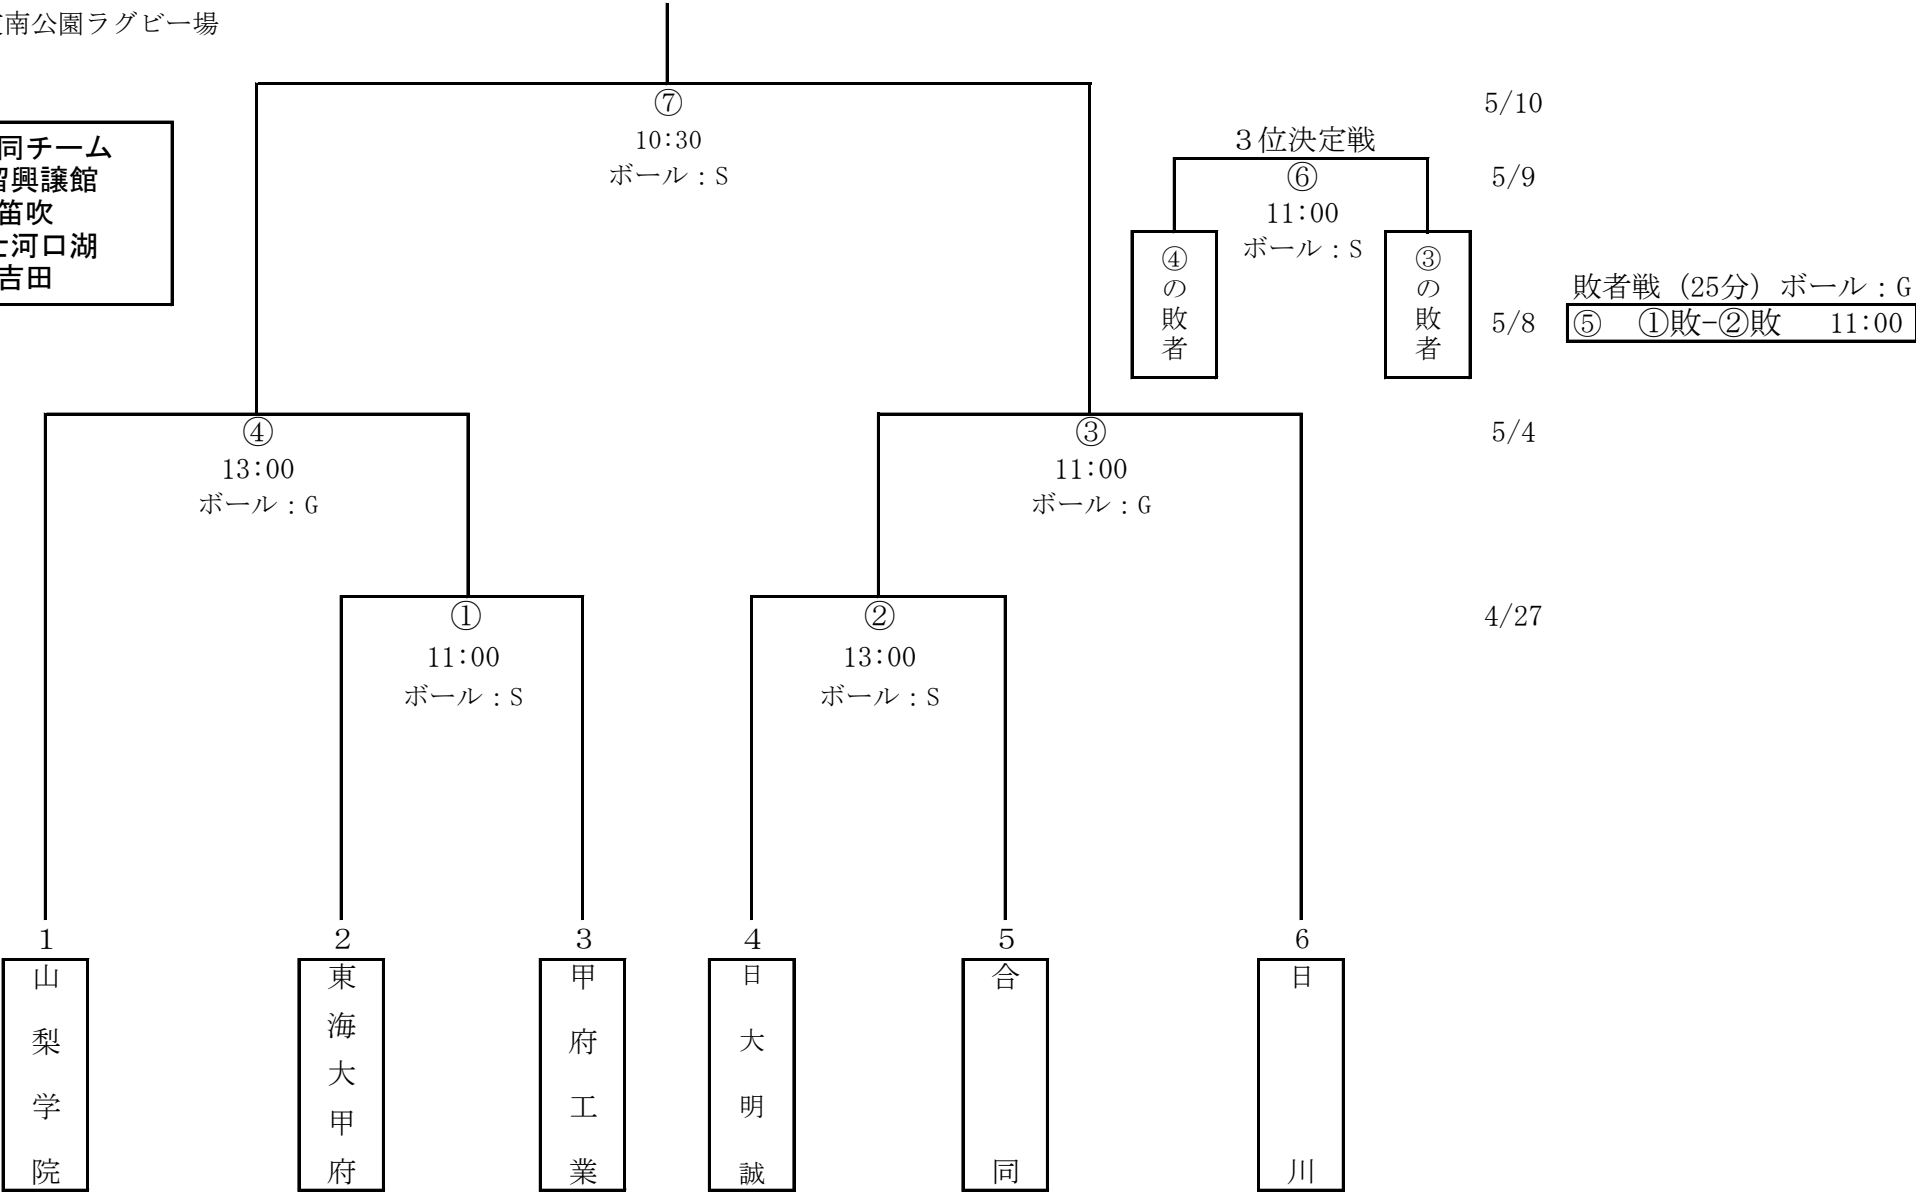 南公園ラグビー場
同チーム
興譲館
笛吹
河口湖
吉田
⑦
10:30
ボール：S
5/10
３位決定戦
⑥
11:00
ボール：S
5/9
④の敗者
③の敗者
敗者戦（25分）ボール：G
5/8
⑤ ①敗-②敗 11:00
④
13:00
ボール：G
③
11:00
ボール：G
5/4
①
11:00
ボール：S
②
13:00
ボール：S
4/27
1
2
3
4
5
6
山梨学院
東海大甲府
甲府工業
日大明誠
合同
日川